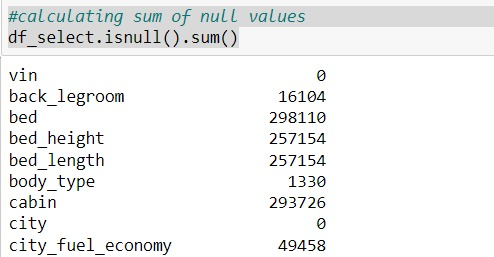 #calculating sum of null values
df_select.isnull().sum()
vin 0
back_legroom 16104
bed 298110
bed_height 257154
bed_length 257154
body_type 1330
cabin 293726
city 0
city_fuel_economy 49458